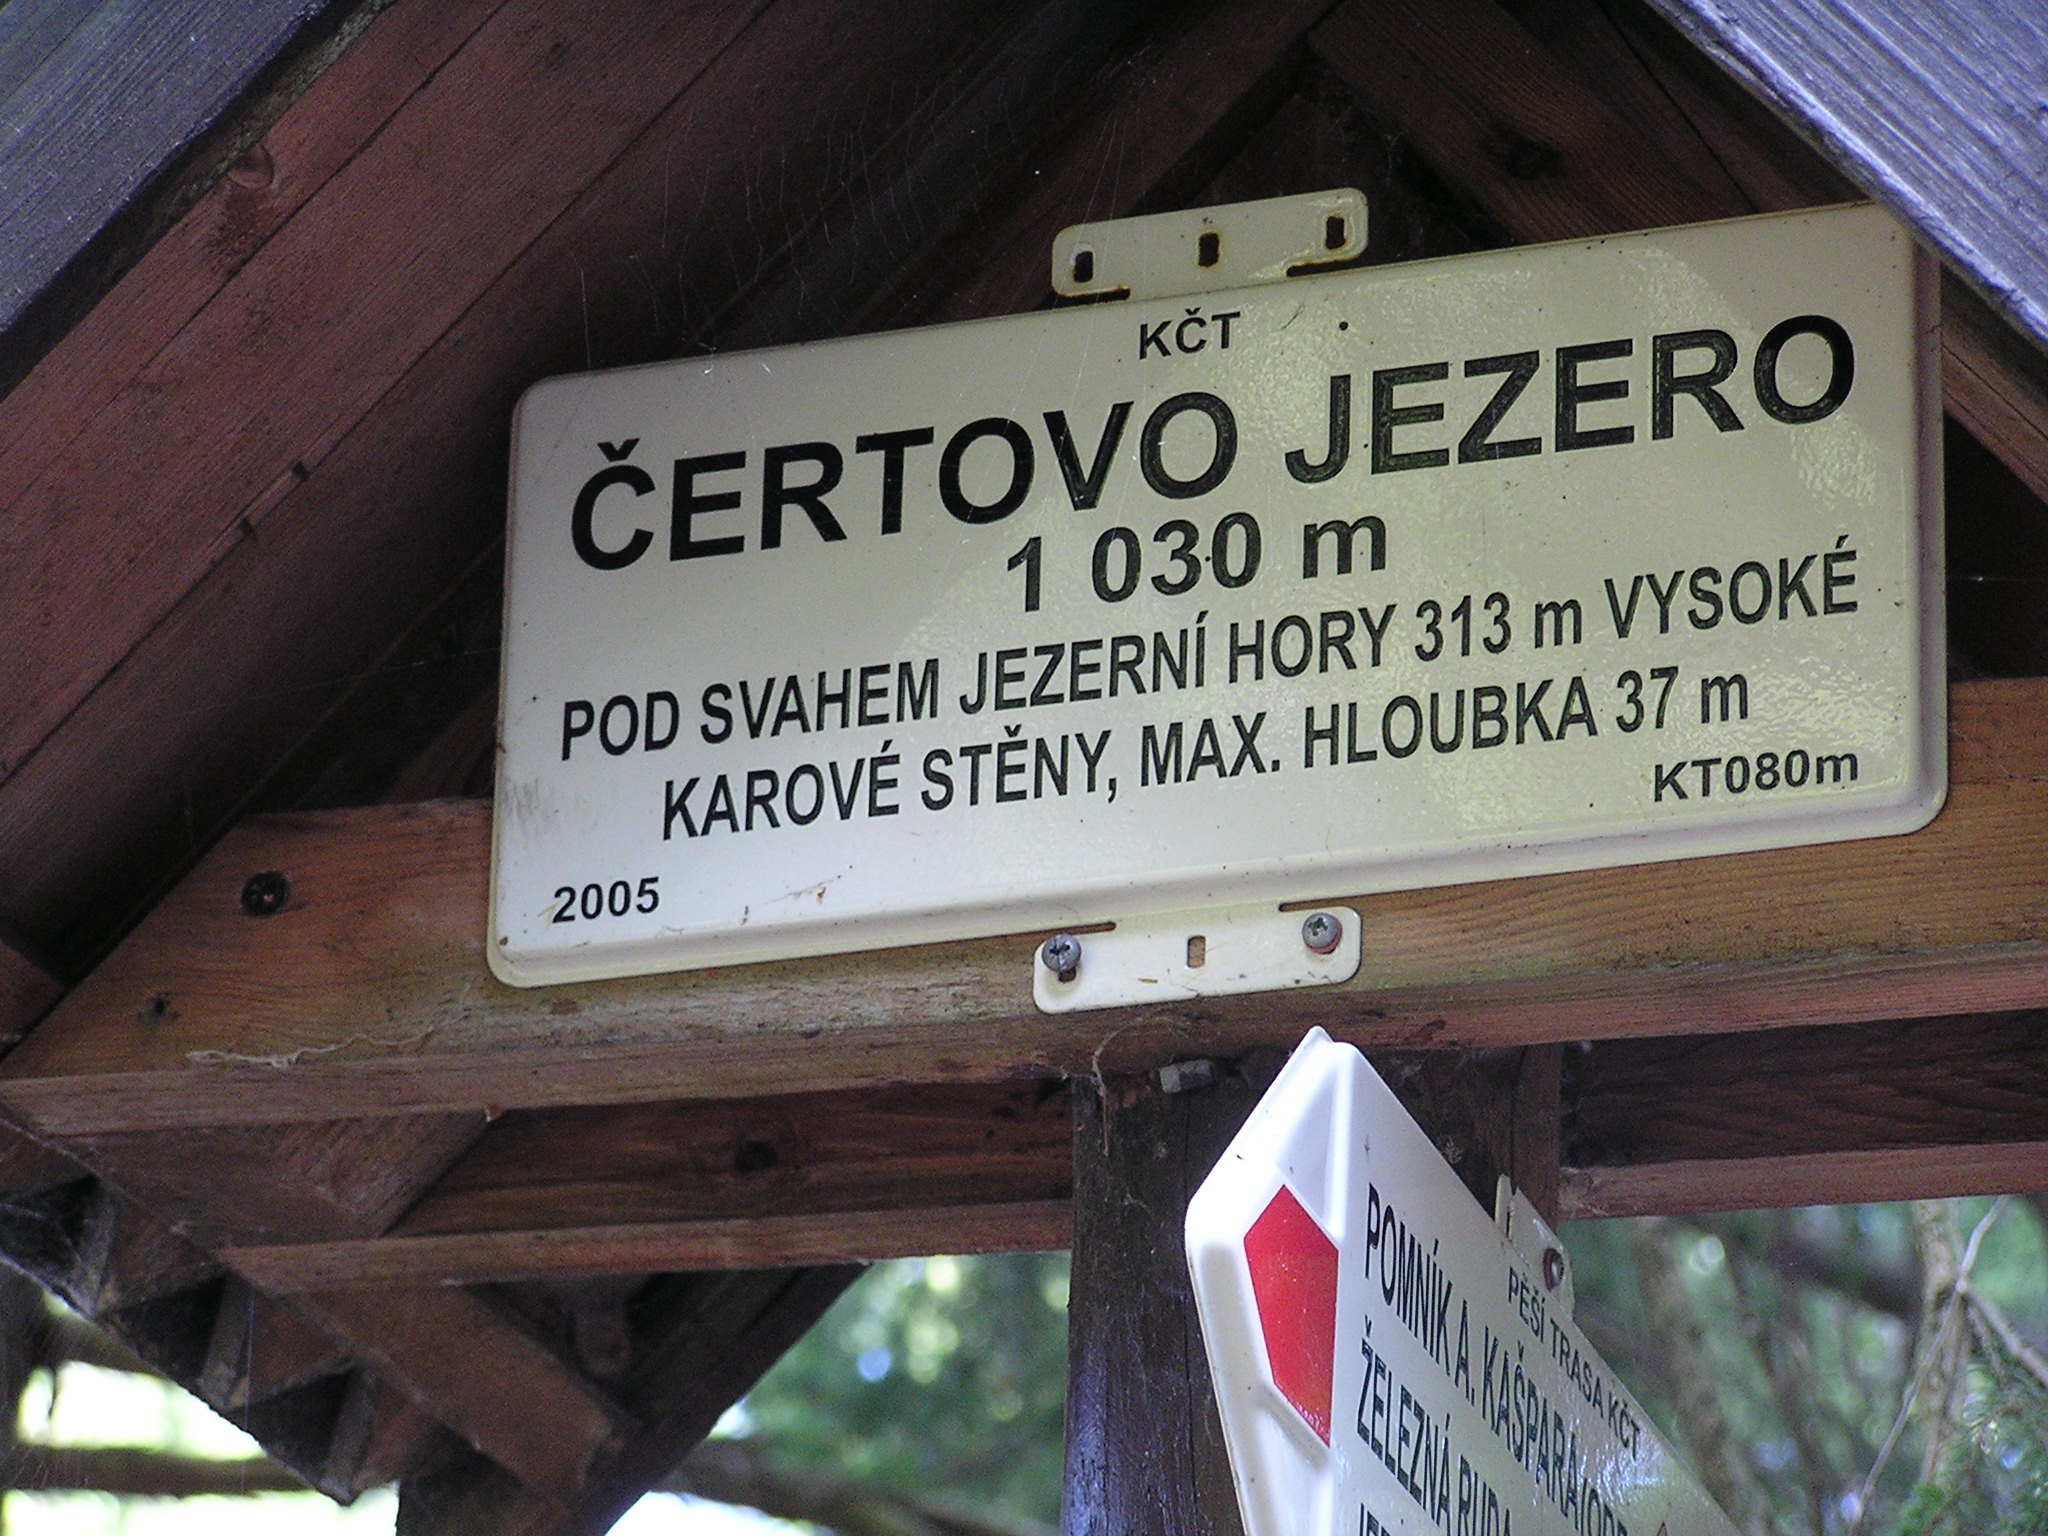 KČT
ČERTOVO JEZERO
1 030 m
POD SVAHEM JEZERNÍ HORY 313 m VYSOKÉ
KAROVÉ STĚNY, MAX. HLOUBKA 37 m
KT080m
2005
PĚŠÍ TRASA KČT
POMNÍK A. KAŠPARA
ŽELEZNÁ RUDA